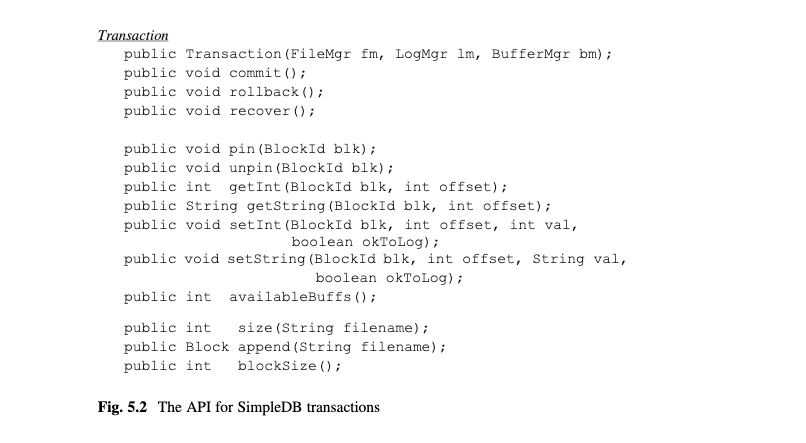 Transaction
public Transaction(FileMgr fm, LogMgr lm, BufferMgr bm);
public void commit();
public void rollback();
public void recover();
public void pin(BlockId blk);
public void unpin(BlockId blk);
public int getInt(BlockId blk, int offset);
public String getString(BlockId blk, int offset);
public void setInt(BlockId blk, int offset, int val,
boolean okToLog);
public void setString(BlockId blk, int offset, String val,
boolean okToLog);
public int availableBuffs();
public int size(String filename);
public Block append(String filename);
public int blockSize();
Fig. 5.2 The API for SimpleDB transactions